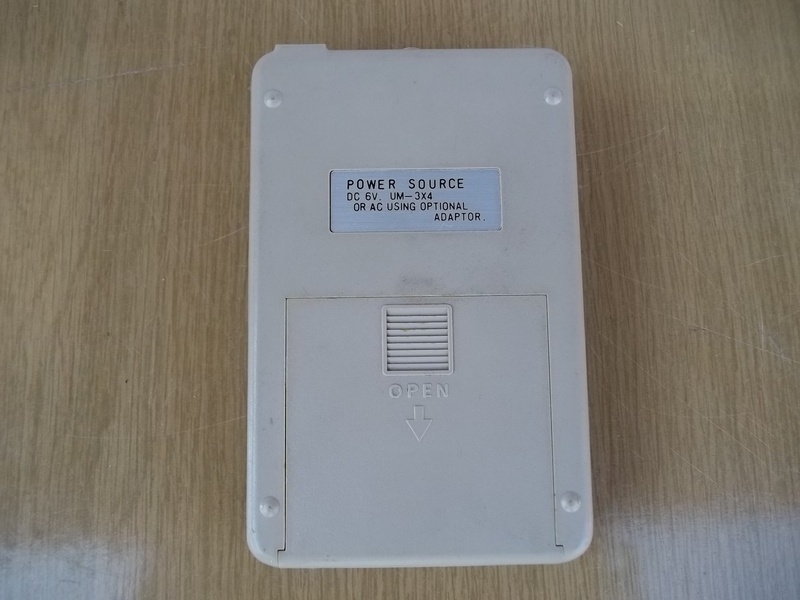 POWER SOURCE
DC 6V. UM-3X4
OR AC USING OPTIONAL
ADAPTOR.
OPEN